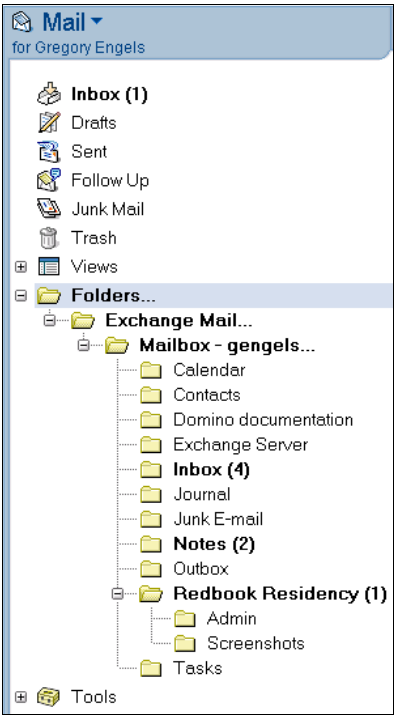 Mail
for Gregory Engels
Inbox (1)
Drafts
Sent
Follow Up
Junk Mail
Trash
Views
Folders...
Exchange Mail...
Mailbox - gengels...
Calendar
Contacts
Domino documentation
Exchange Server
Inbox (4)
Journal
Junk E-mail
Notes (2)
Outbox
Redbook Residency (1)
Admin
Screenshots
Tasks
Tools